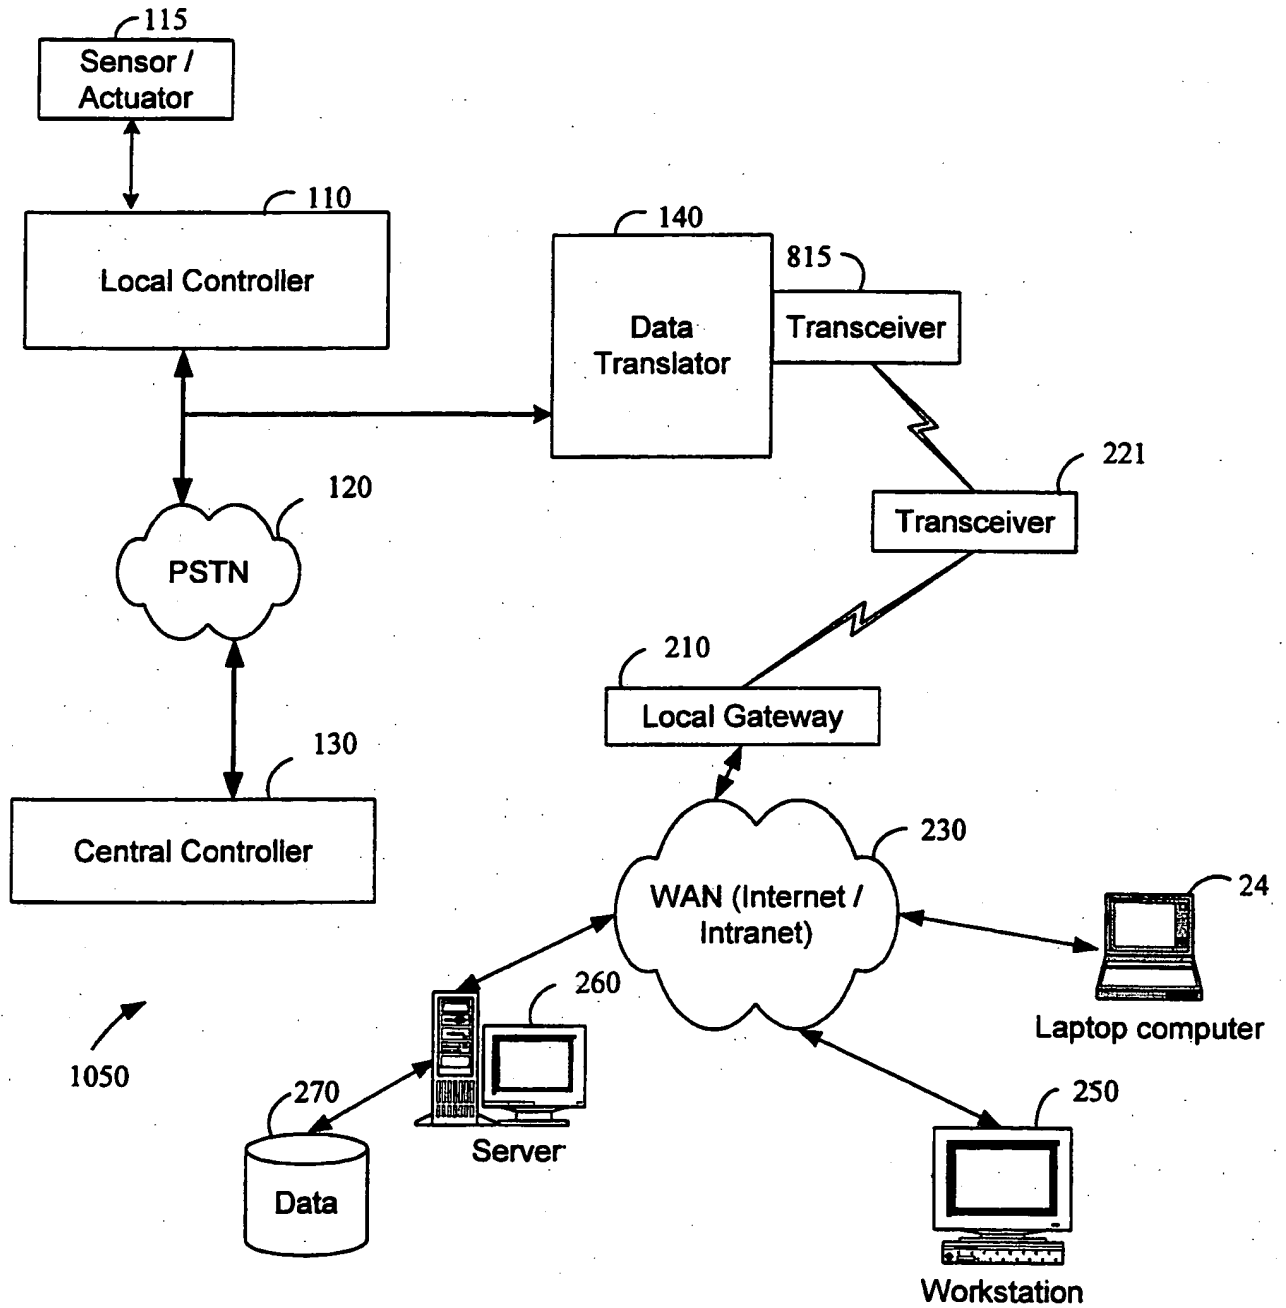 115
Sensor /
Actuator
110
Local Controller
140
Data
Translator
815
Transceiver
221
Transceiver
120
PSTN
210
Local Gateway
130
Central Controller
230
WAN (Internet /
Intranet)
24
Laptop computer
260
Server
1050
270
Data
250
Workstation